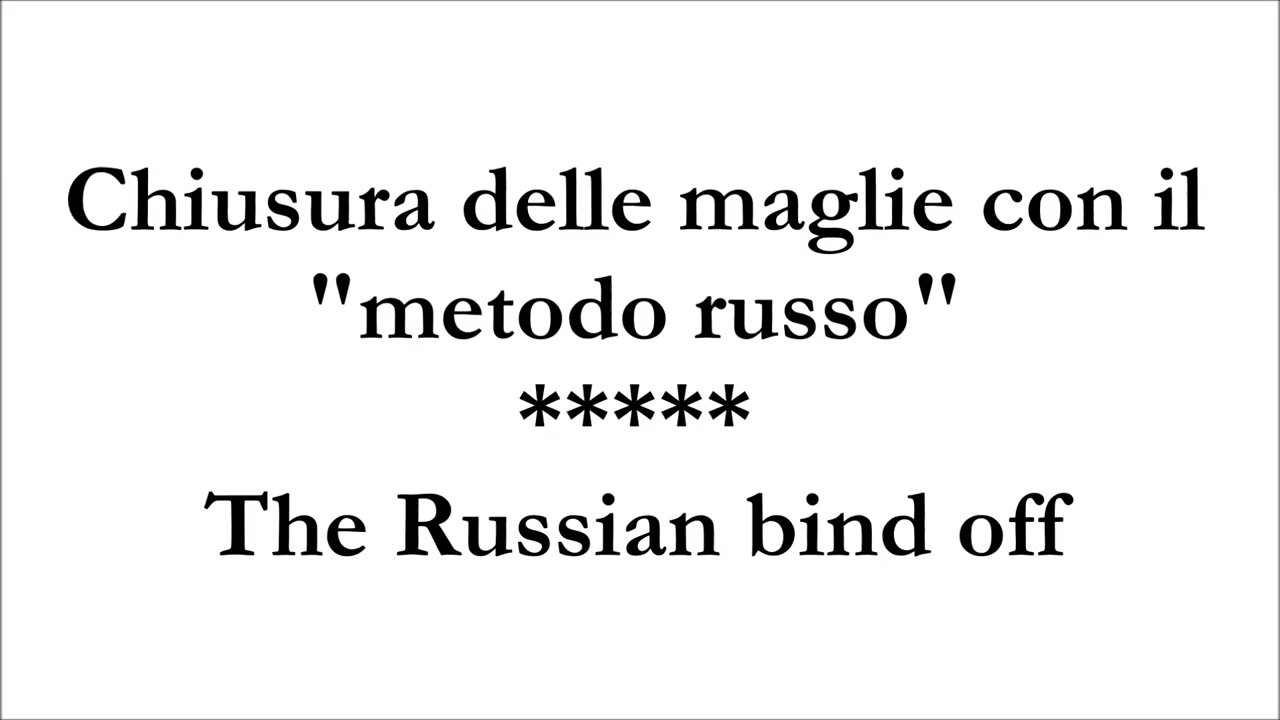 Chiusura delle maglie con il
"metodo russo"
*****
The Russian bind off